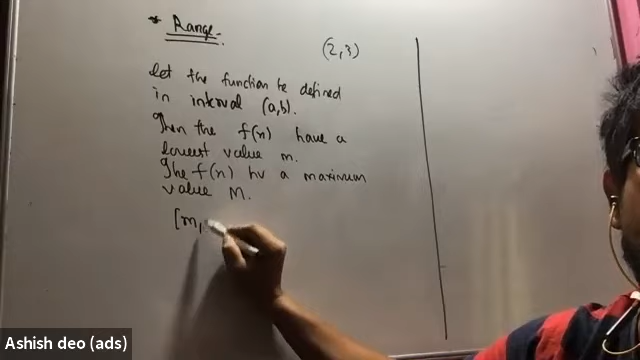 * Range
(2,3)
Let the function be defined
in interval (a,b).
Then the f(x) have a
lowest value m.
The f(x) hv a maximum
value M.
[m,
Ashish deo (ads)